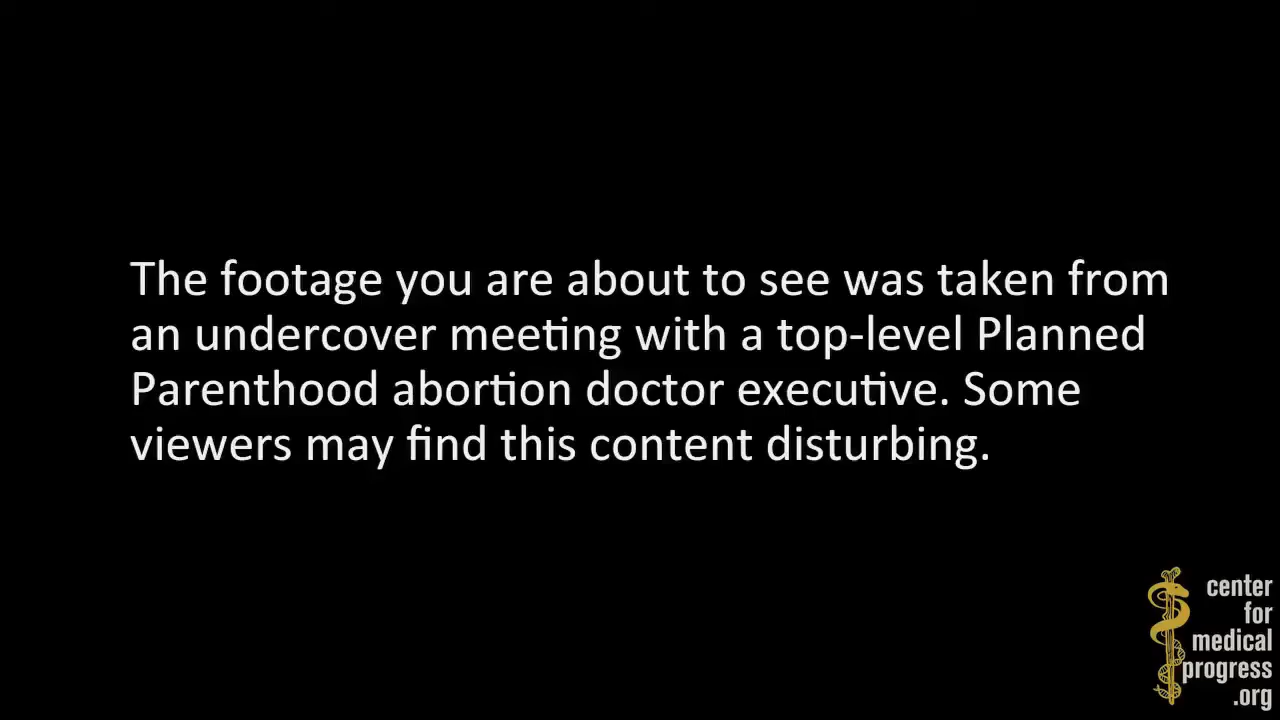 The footage you are about to see was taken from
an undercover meeting with a top-level Planned
Parenthood abortion doctor executive. Some
viewers may find this content disturbing.
center
for
medical
progress
.org